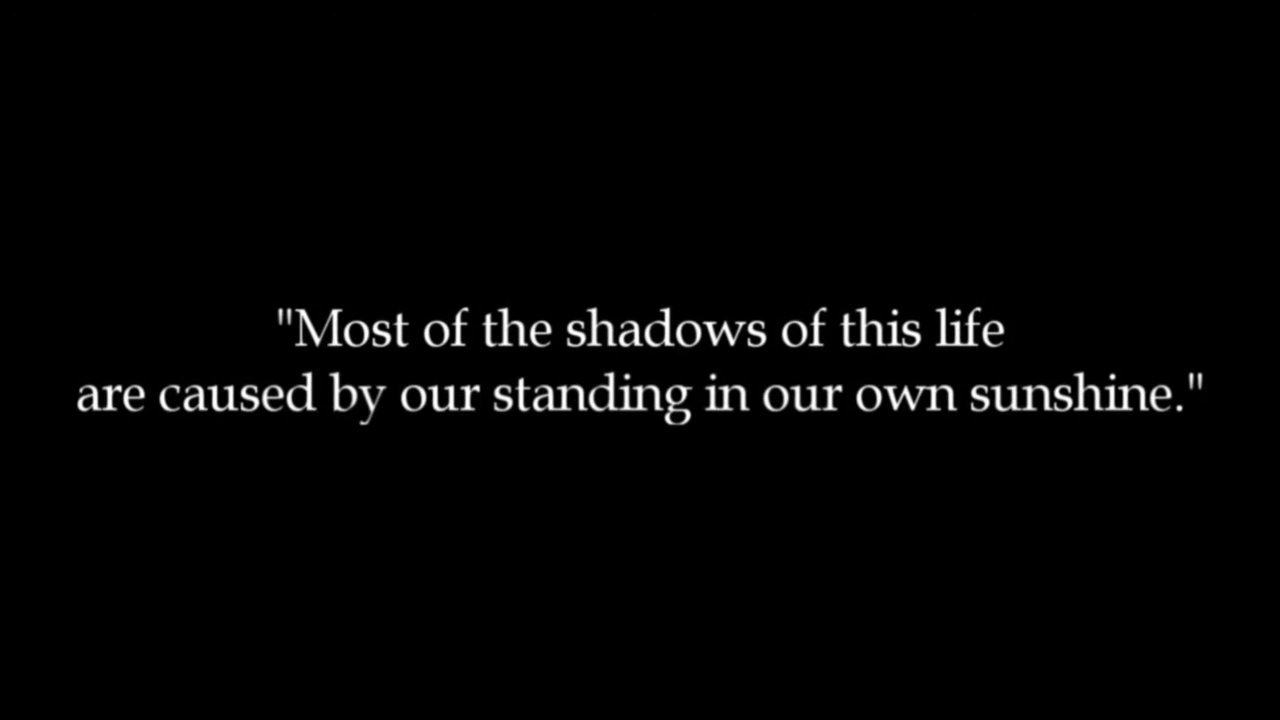 "Most of the shadows of this life
are caused by our standing in our own sunshine."